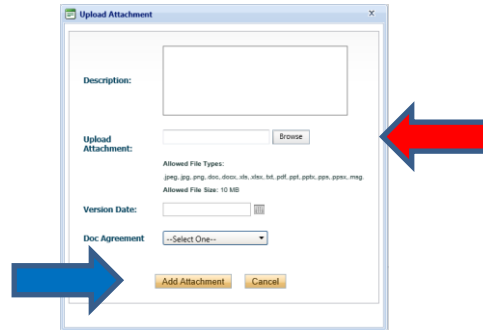 Upload Attachment x
Description:
Upload
Attachment:
Browse
Allowed File Types:
.jpeg,.jpg,.png,.doc,.docx,.xls,.xlsx,.txt,.pdf,.ppt,.pptx,.pps,.ppsx,.msg.
Allowed File Size: 10 MB
Version Date:
Doc Agreement --Select One--
Add Attachment Cancel